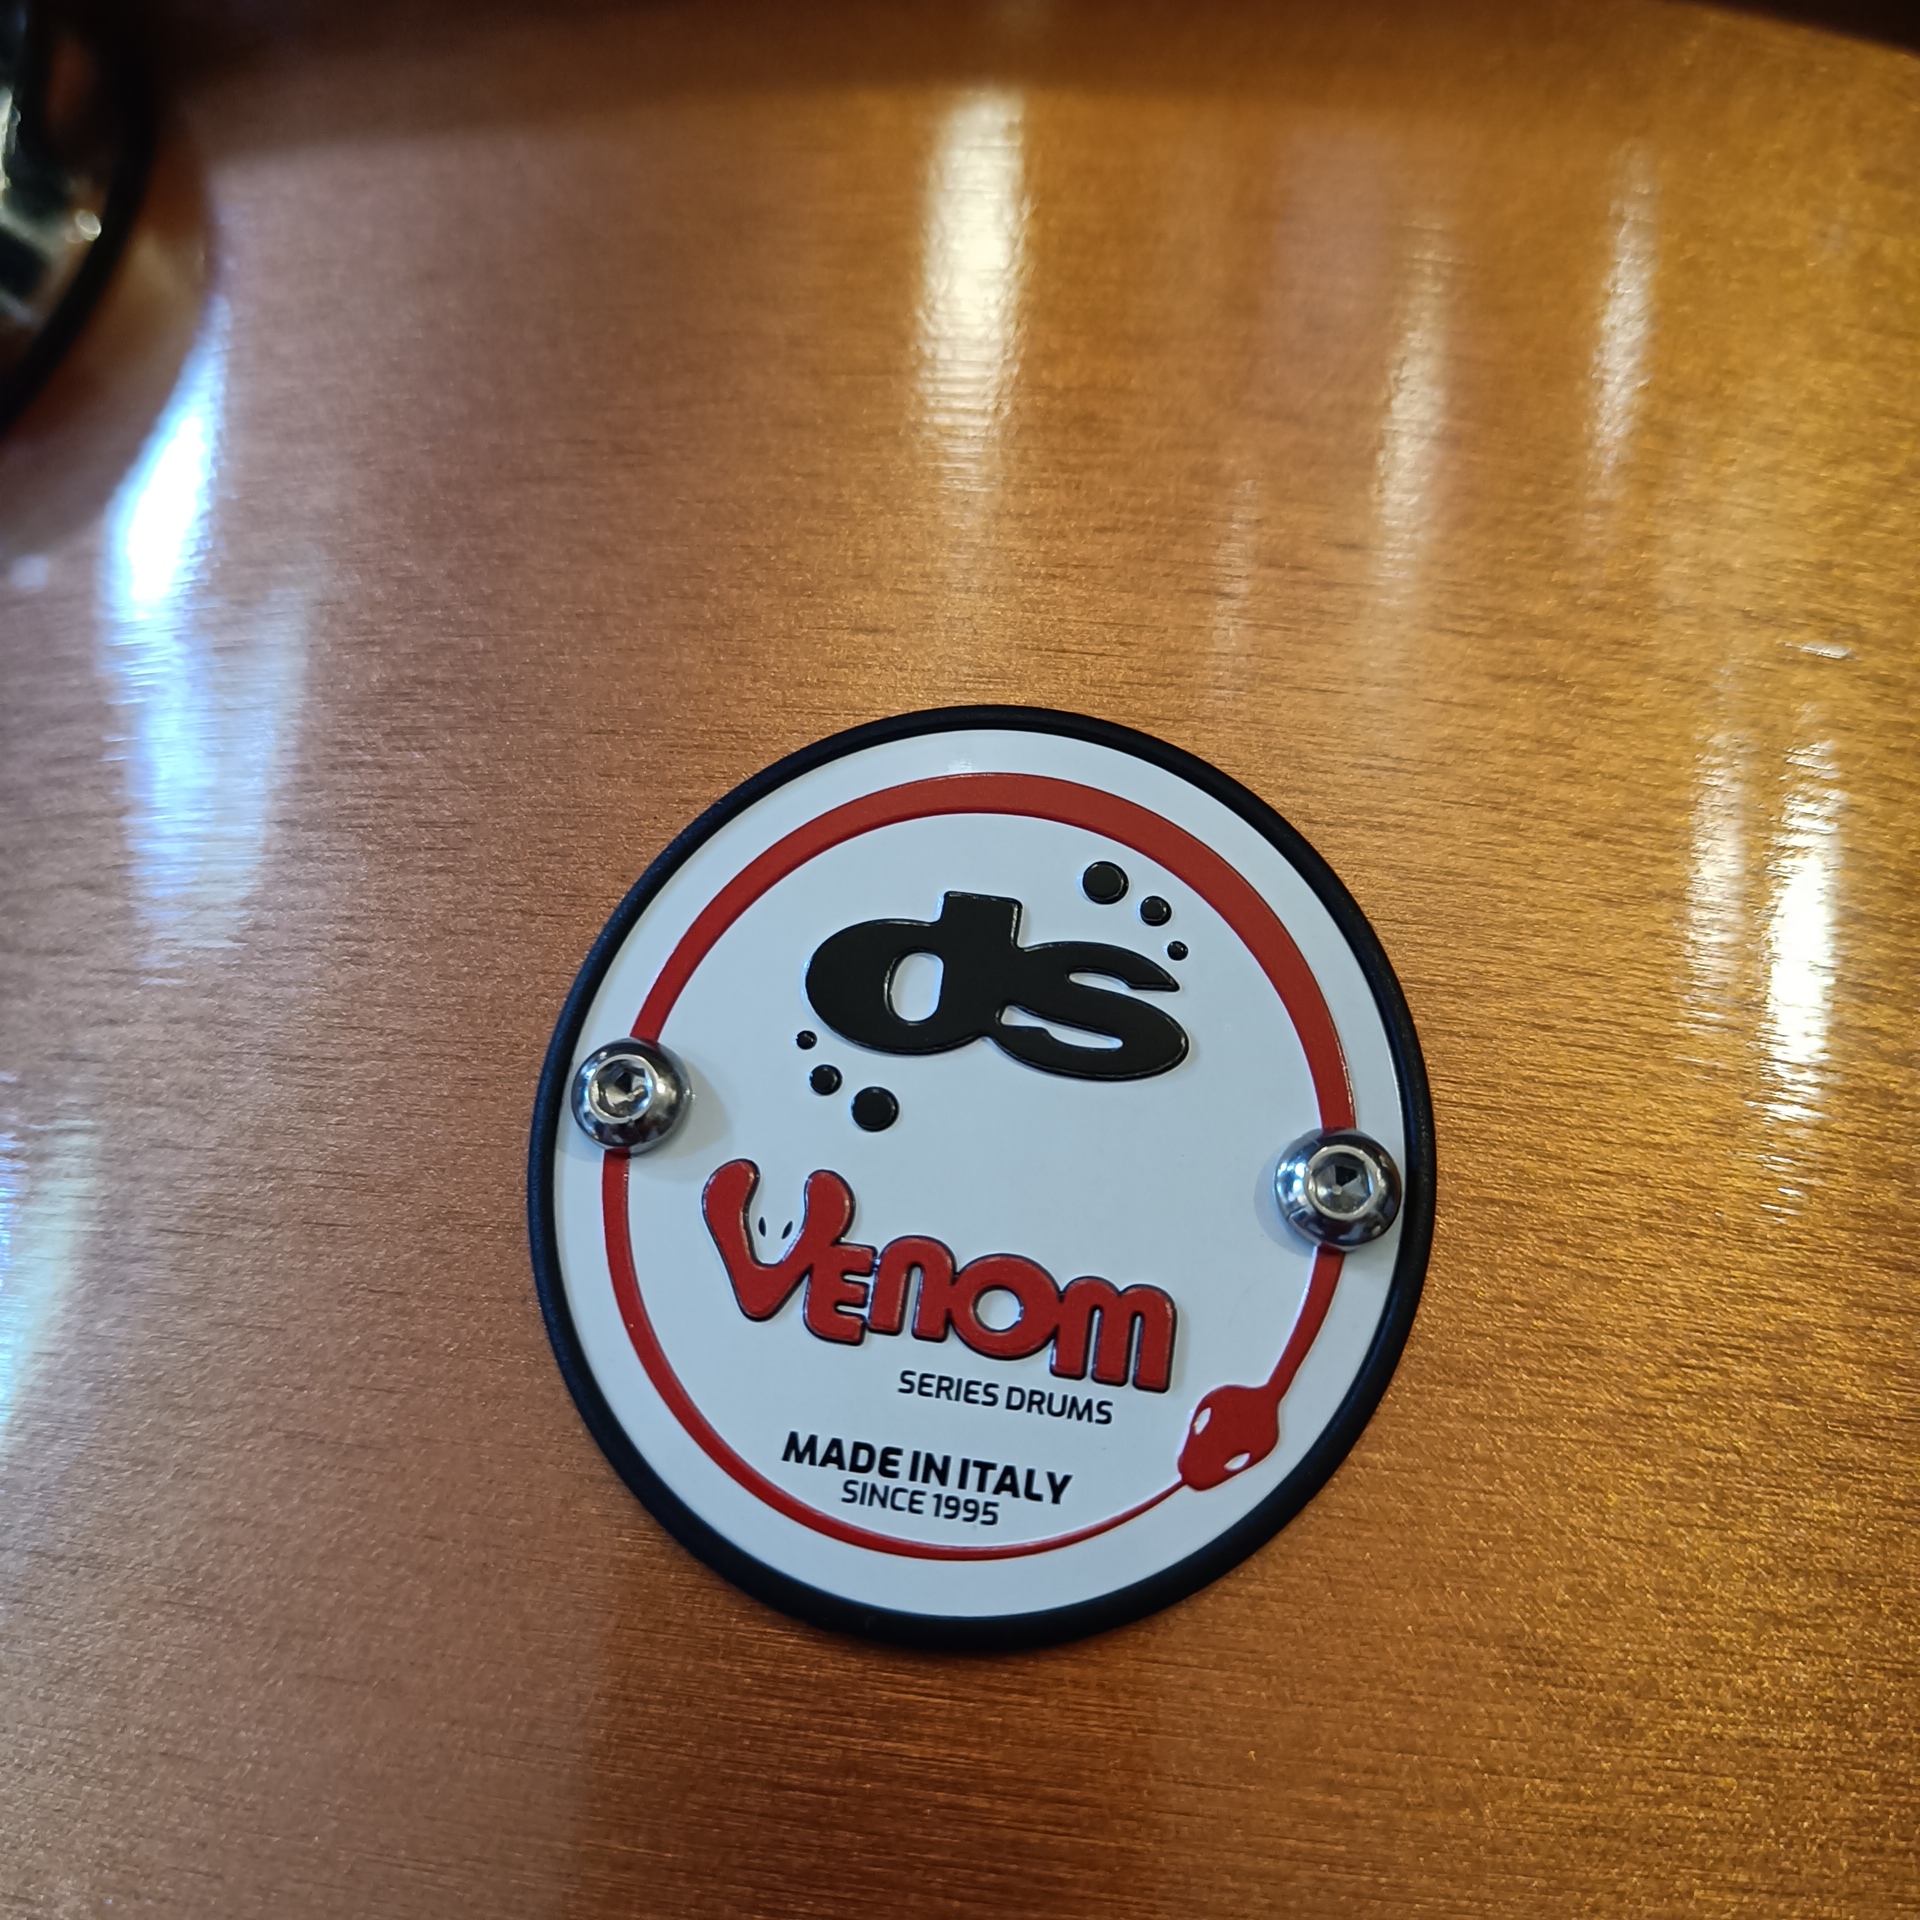 ds
VENOM
SERIES DRUMS
MADE IN ITALY
SINCE 1995